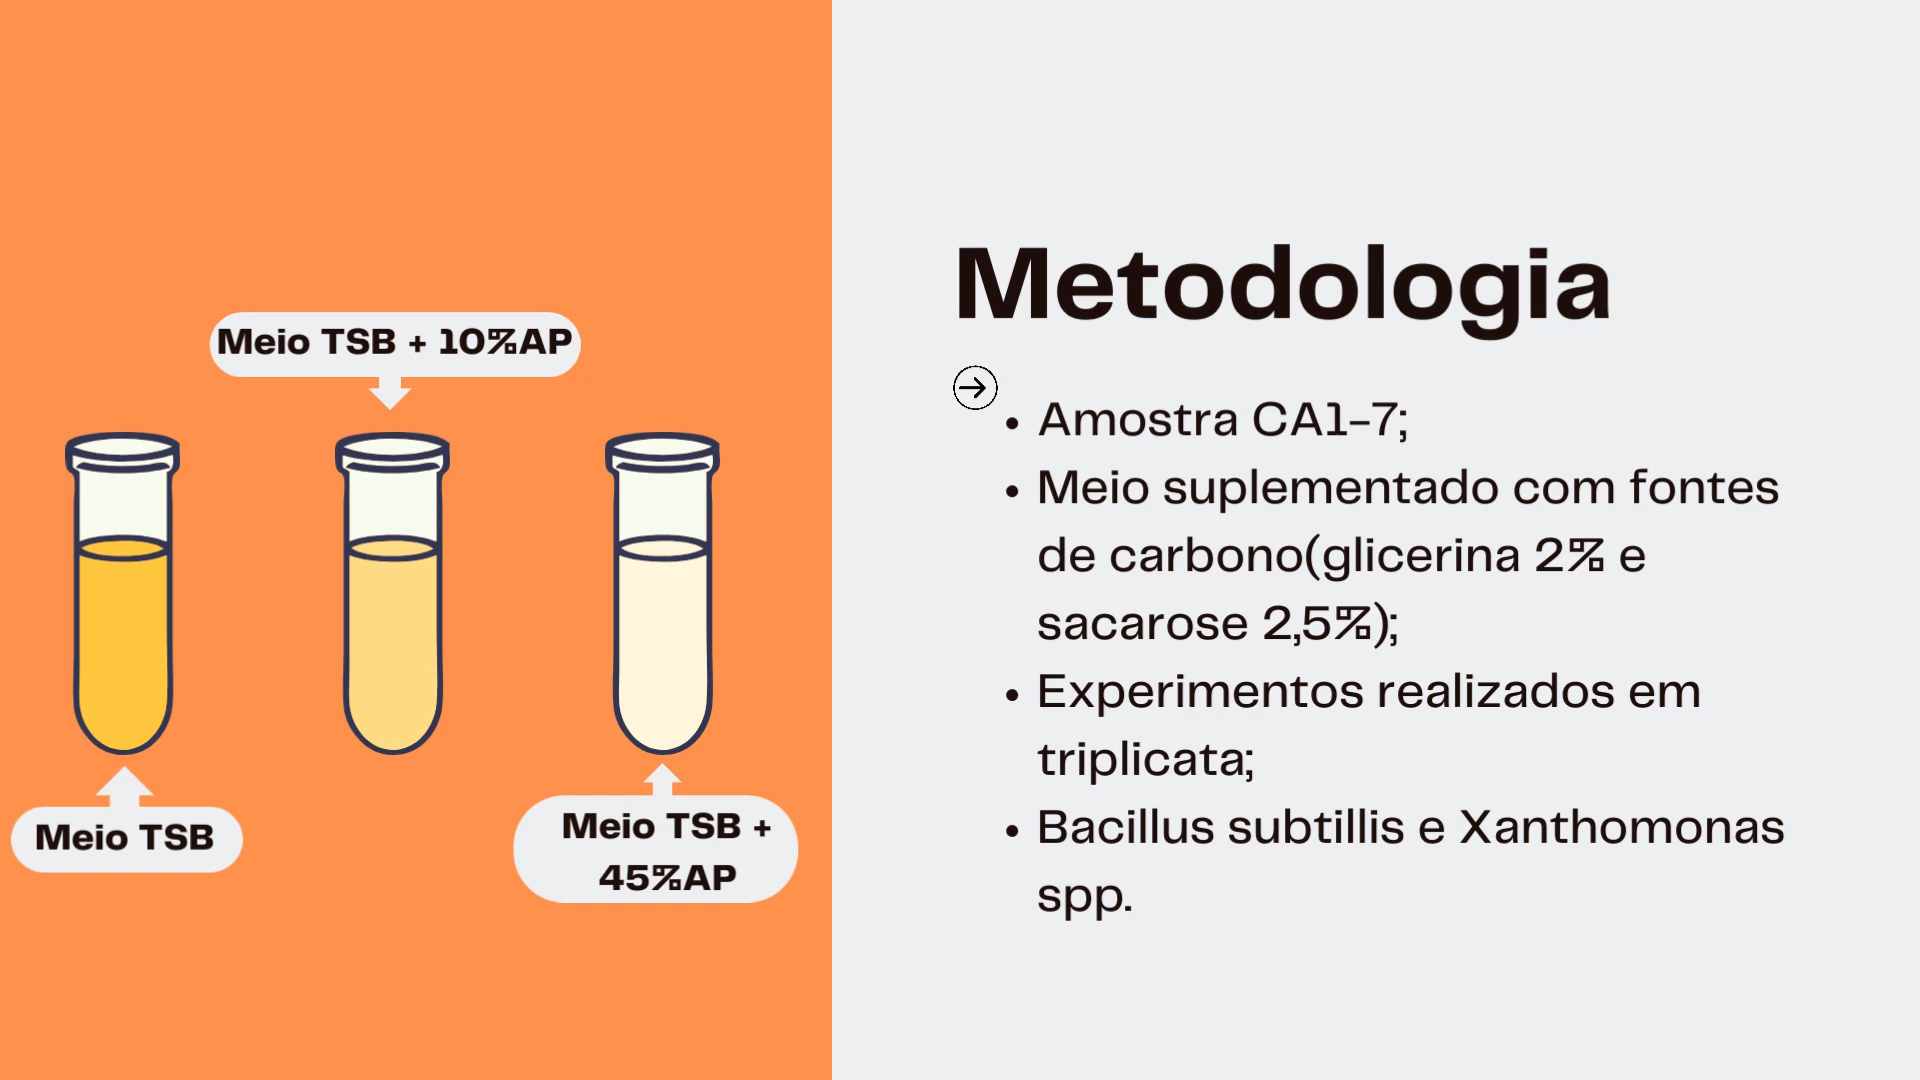 Meio TSB + 10%AP
Meio TSB
Meio TSB +
45%AP
Metodologia
• Amostra CA1-7;
• Meio suplementado com fontes
de carbono(glicerina 2% e
sacarose 2,5%);
• Experimentos realizados em
triplicata;
• Bacillus subtillis e Xanthomonas
spp.